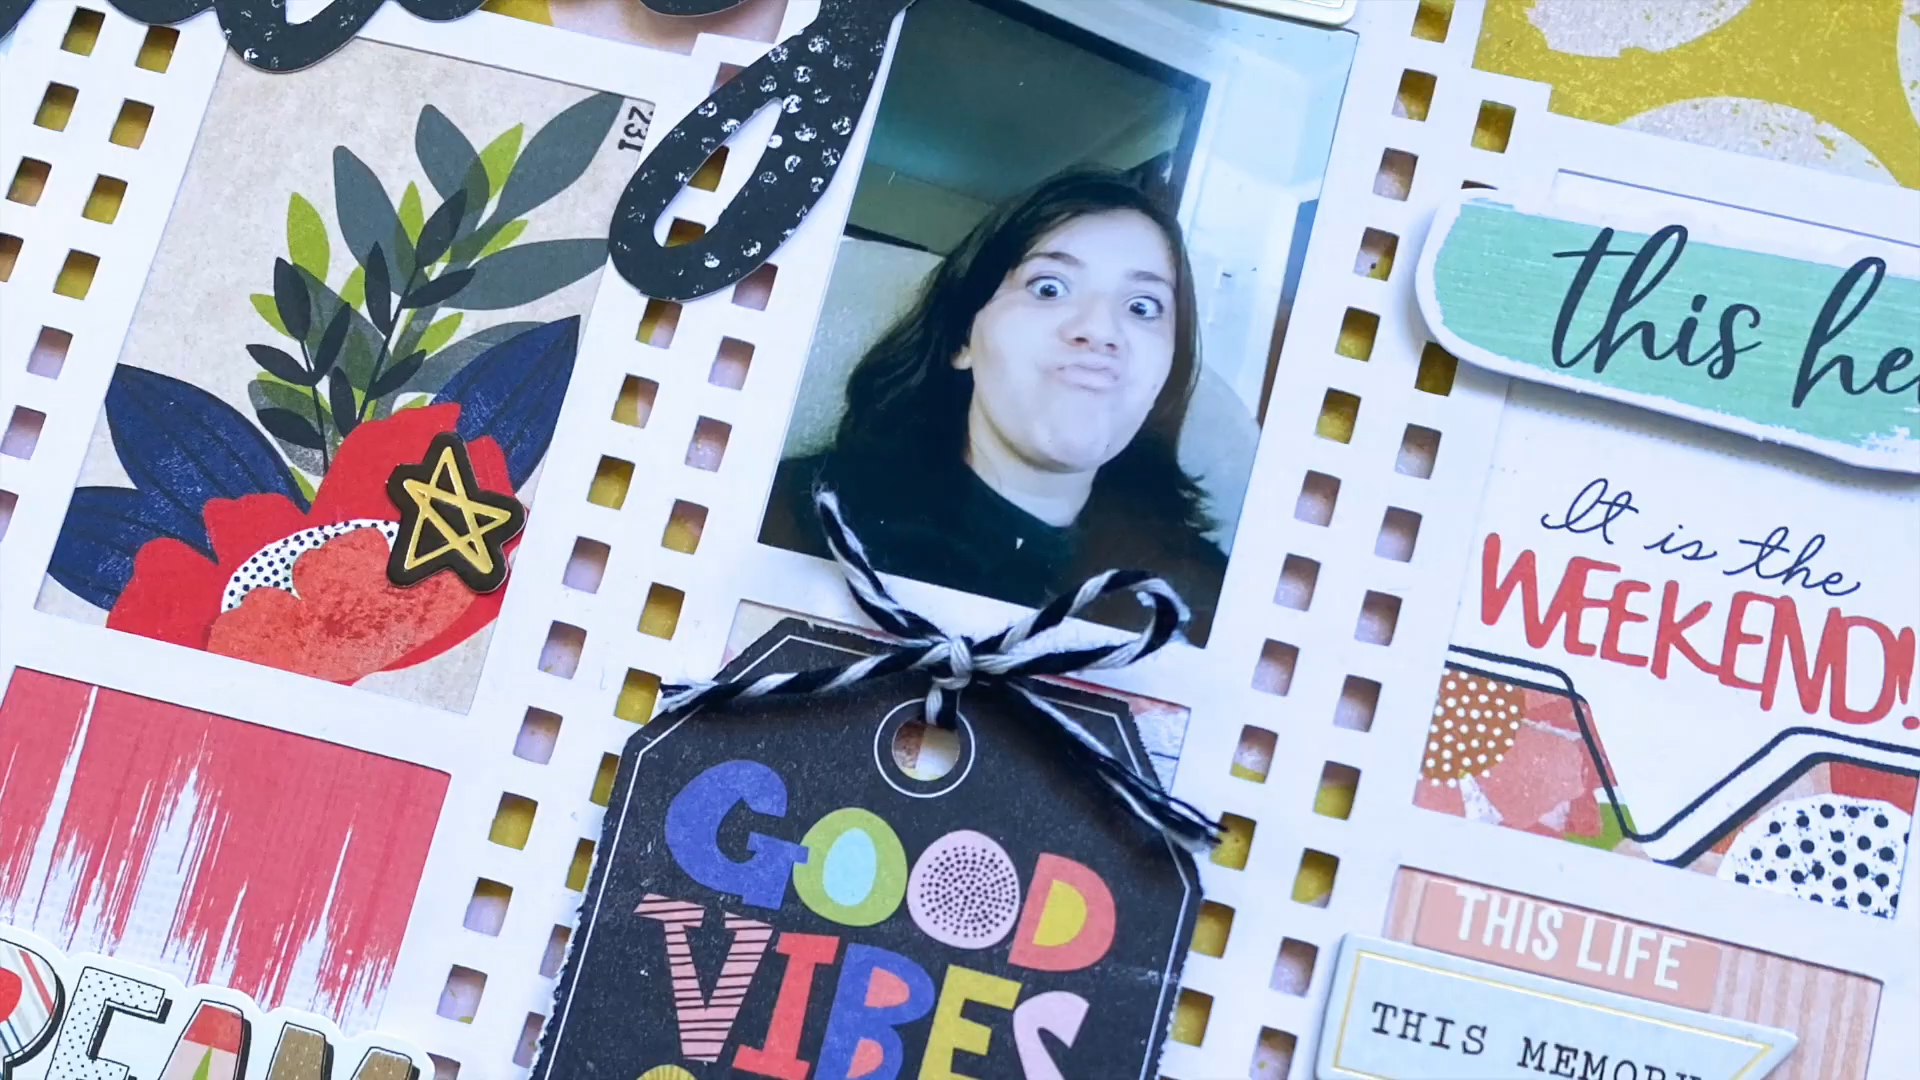 231
this he
It is the
WEEKEND!
GOOD
VIBES
THIS LIFE
THIS MEMORY